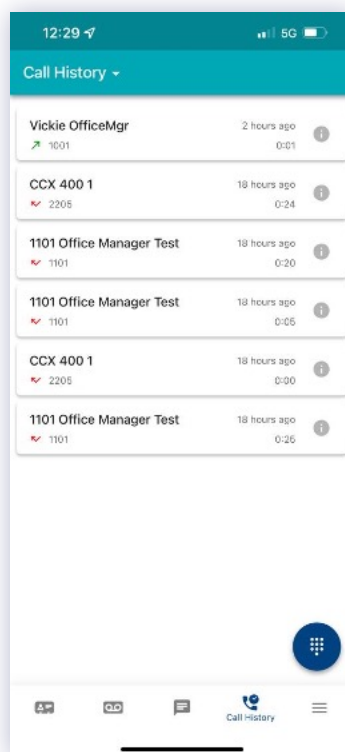 12:29
5G
Call History
Vickie OfficeMgr 2 hours ago
1001 0:01
CCX 400 1 18 hours ago
2205 0:24
1101 Office Manager Test 18 hours ago
1101 0:20
1101 Office Manager Test 18 hours ago
1101 0:05
CCX 400 1 18 hours ago
2205 0:00
1101 Office Manager Test 18 hours ago
1101 0:25
Call History